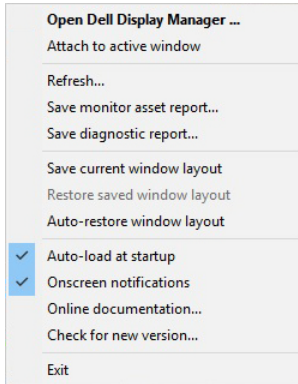 Open Dell Display Manager ...
Attach to active window
Refresh...
Save monitor asset report...
Save diagnostic report...
Save current window layout
Restore saved window layout
Auto-restore window layout
Auto-load at startup
Onscreen notifications
Online documentation...
Check for new version...
Exit